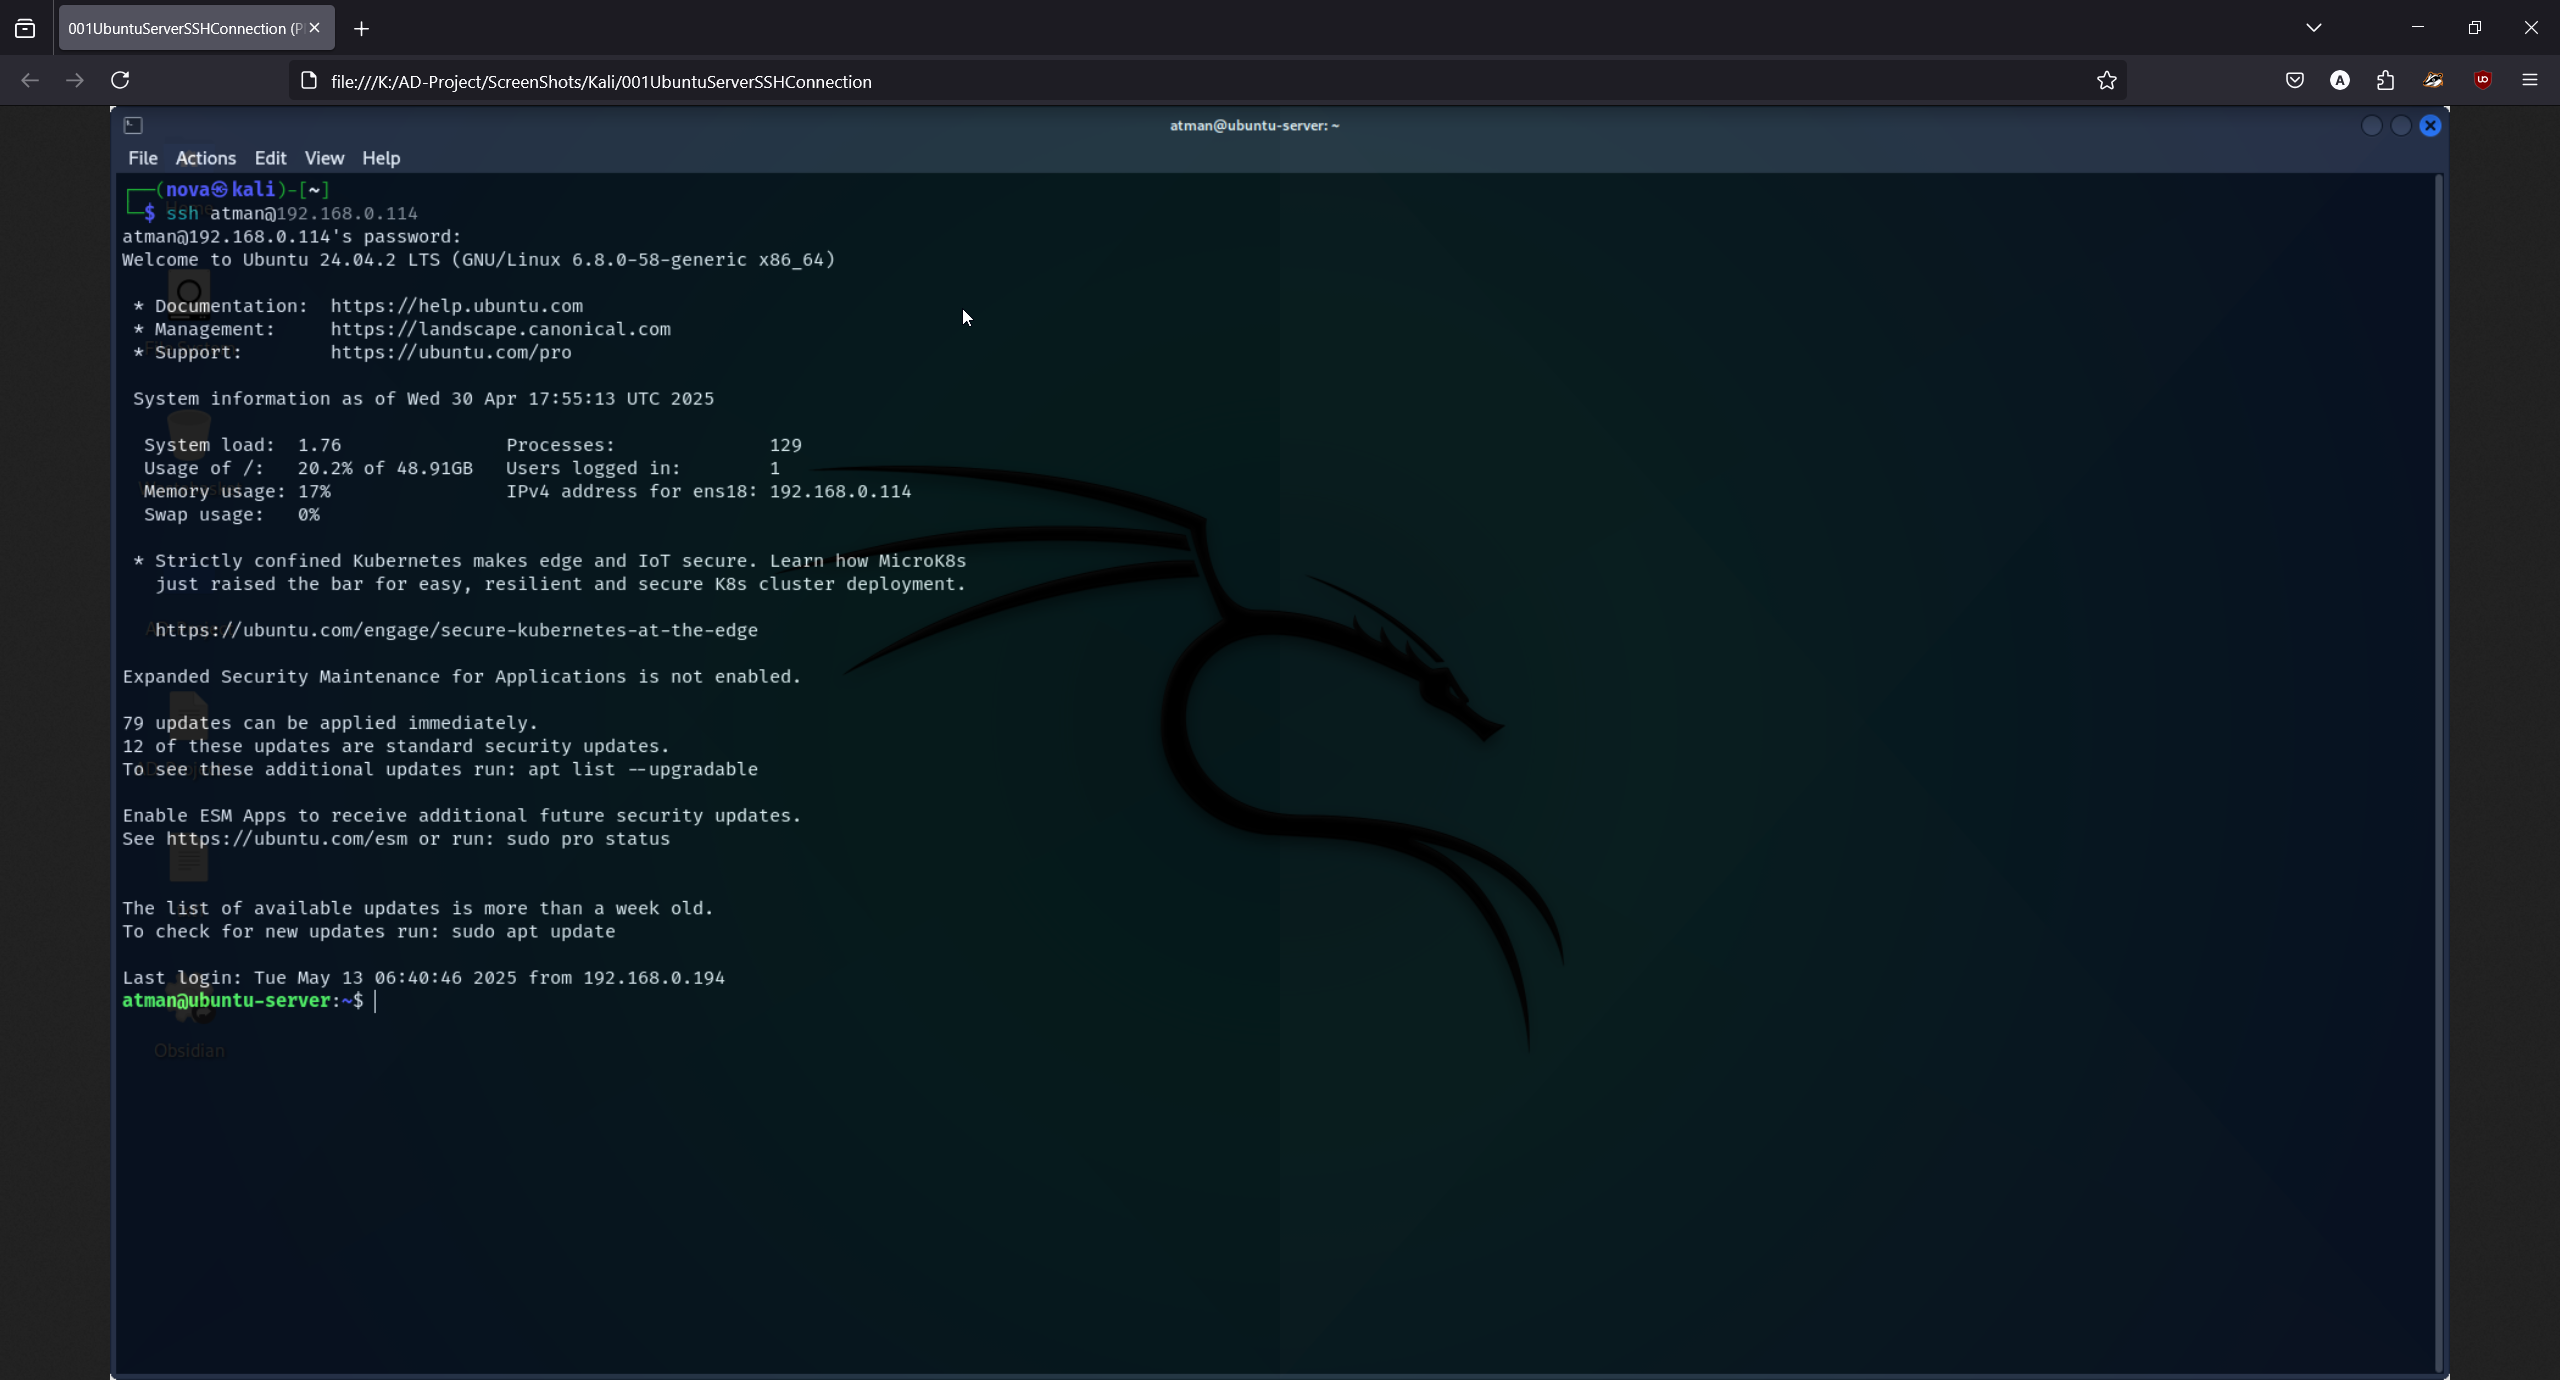 001UbuntuServerSSHConnection (P
file:///K:/AD-Project/ScreenShots/Kali/001UbuntuServerSSHConnection
atman@ubuntu-server: ~
File Actions Edit View Help
┌──(nova㉿kali)-[~]
└─$ ssh atman@192.168.0.114
atman@192.168.0.114's password:
Welcome to Ubuntu 24.04.2 LTS (GNU/Linux 6.8.0-58-generic x86_64)
* Documentation: https://help.ubuntu.com
* Management: https://landscape.canonical.com
* Support: https://ubuntu.com/pro
System information as of Wed 30 Apr 17:55:13 UTC 2025
System load: 1.76 Processes: 129
Usage of /: 20.2% of 48.91GB Users logged in: 1
Memory usage: 17% IPv4 address for ens18: 192.168.0.114
Swap usage: 0%
* Strictly confined Kubernetes makes edge and IoT secure. Learn how MicroK8s
just raised the bar for easy, resilient and secure K8s cluster deployment.
https://ubuntu.com/engage/secure-kubernetes-at-the-edge
Expanded Security Maintenance for Applications is not enabled.
79 updates can be applied immediately.
12 of these updates are standard security updates.
To see these additional updates run: apt list --upgradable
Enable ESM Apps to receive additional future security updates.
See https://ubuntu.com/esm or run: sudo pro status
The list of available updates is more than a week old.
To check for new updates run: sudo apt update
Last login: Tue May 13 06:40:46 2025 from 192.168.0.194
atman@ubuntu-server:~$
Obsidian